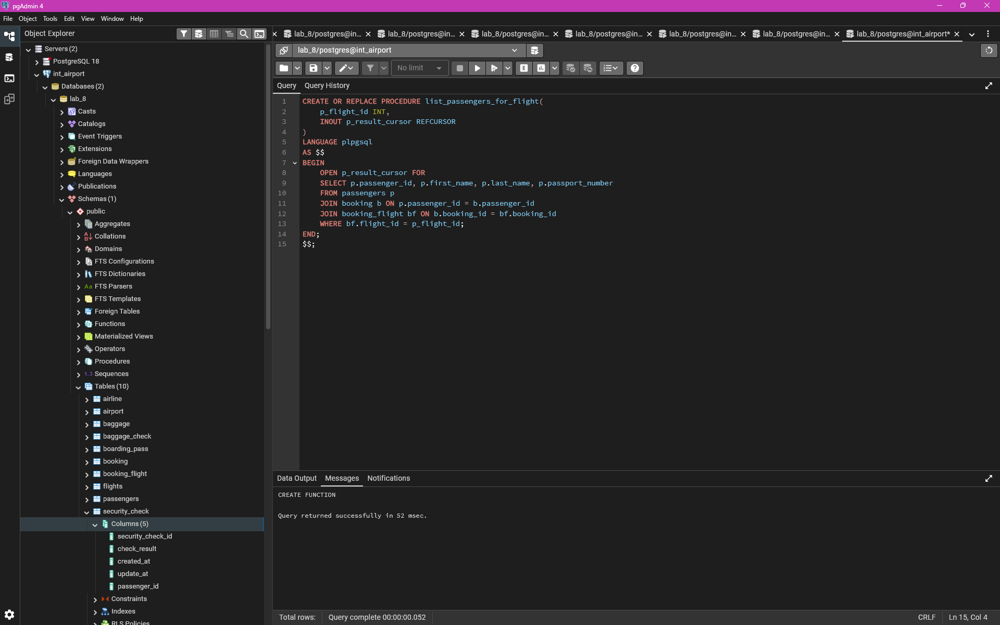 pgAdmin 4
File Object Tools Edit View Window Help
Object Explorer
lab_8/postgres@in... lab_8/postgres@in... lab_8/postgres@in... lab_8/postgres@in... lab_8/postgres@in... lab_8/postgres@in... lab_8/postgres@int_airport*
Servers (2)
PostgreSQL 18
int_airport
Databases (2)
lab_8
Casts
Catalogs
Event Triggers
Extensions
Foreign Data Wrappers
Languages
Publications
Schemas (1)
public
Aggregates
Collations
Domains
FTS Configurations
FTS Dictionaries
Aa FTS Parsers
FTS Templates
Foreign Tables
Functions
Materialized Views
Operators
Procedures
1..3 Sequences
Tables (10)
airline
airport
baggage
baggage_check
boarding_pass
booking
booking_flight
flights
passengers
security_check
Columns (5)
security_check_id
check_result
created_at
update_at
passenger_id
Constraints
Indexes
RLS Policies
lab_8/postgres@int_airport
No limit
E
Query Query History
1 CREATE OR REPLACE PROCEDURE list_passengers_for_flight(
2 p_flight_id INT,
3 INOUT p_result_cursor REFCURSOR
4 )
5 LANGUAGE plpgsql
6 AS $$
7 BEGIN
8 OPEN p_result_cursor FOR
9 SELECT p.passenger_id, p.first_name, p.last_name, p.passport_number
10 FROM passengers p
11 JOIN booking b ON p.passenger_id = b.passenger_id
12 JOIN booking_flight bf ON b.booking_id = bf.booking_id
13 WHERE bf.flight_id = p_flight_id;
14 END;
15 $$;
Data Output Messages Notifications
CREATE FUNCTION
Query returned successfully in 52 msec.
Total rows: Query complete 00:00:00.052
CRLF Ln 15, Col 4